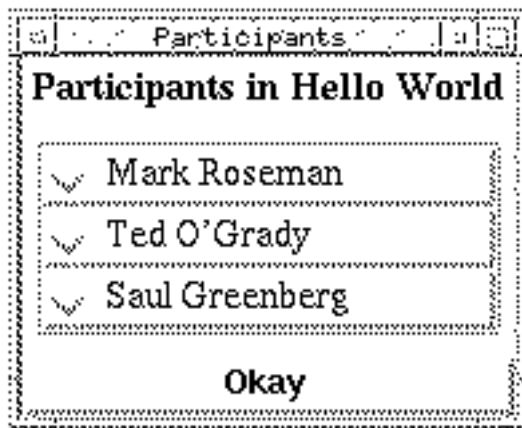 Participants
Participants in Hello World
Mark Roseman
Ted O'Grady
Saul Greenberg
Okay